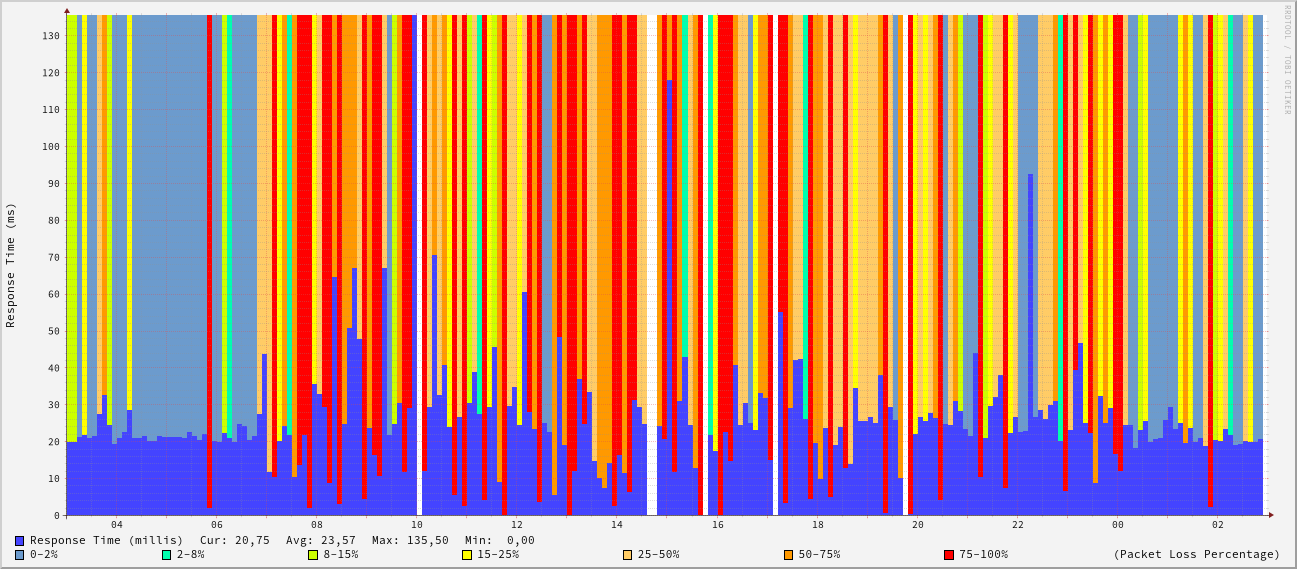 RRDTOOL / TOBI OETIKER
Response Time (ms)
130
120
110
100
90
80
70
60
50
40
30
20
10
0
04 06 08 10 12 14 16 18 20 22 00 02
Response Time (millis) Cur: 20,75 Avg: 23,57 Max: 135,50 Min: 0,00
0-2% 2-8% 8-15% 15-25% 25-50% 50-75% 75-100% (Packet Loss Percentage)